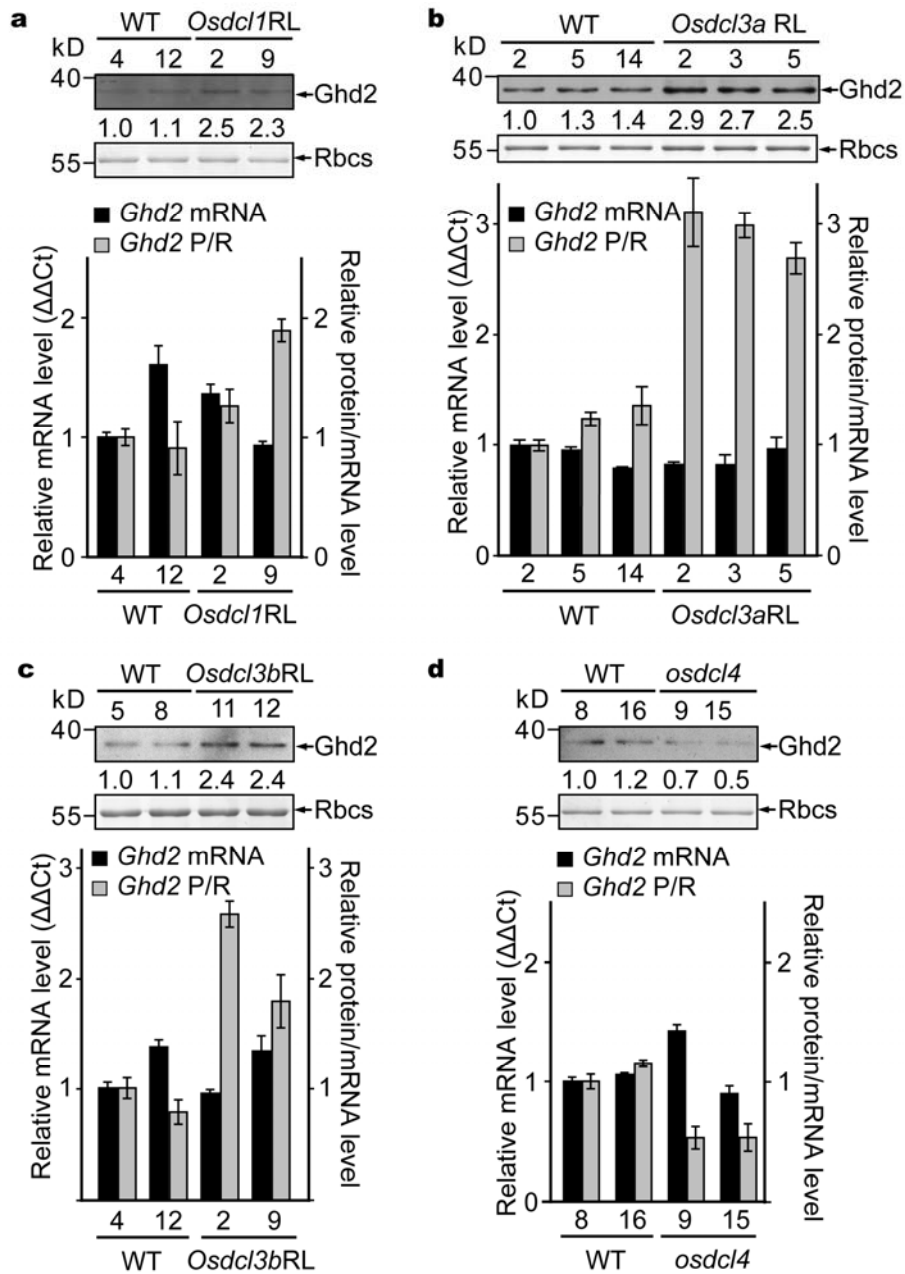 a
WT Osdcl1RL
kD 4 12 2 9
40
Ghd2
1.0 1.1 2.5 2.3
55 Rbcs
Ghd2 mRNA
Ghd2 P/R
Relative mRNA level (ΔΔCt)
Relative protein/mRNA level
2 2
1 1
0 0
4 12 2 9
WT Osdcl1RL
b
WT Osdcl3a RL
kD 2 5 14 2 3 5
40
Ghd2
1.0 1.3 1.4 2.9 2.7 2.5
55 Rbcs
Ghd2 mRNA
Ghd2 P/R
Relative mRNA level (ΔΔCt)
Relative protein/mRNA level
3 3
2 2
1 1
0 0
2 5 14 2 3 5
WT Osdcl3aRL
c
WT Osdcl3bRL
kD 5 8 11 12
40
Ghd2
1.0 1.1 2.4 2.4
55 Rbcs
Ghd2 mRNA
Ghd2 P/R
Relative mRNA level (ΔΔCt)
Relative protein/mRNA level
3 3
2 2
1 1
0 0
4 12 2 9
WT Osdcl3bRL
d
WT osdcl4
kD 8 16 9 15
40
Ghd2
1.0 1.2 0.7 0.5
55 Rbcs
Ghd2 mRNA
Ghd2 P/R
Relative mRNA level (ΔΔCt)
Relative protein/mRNA level
2 2
1 1
0 0
8 16 9 15
WT osdcl4